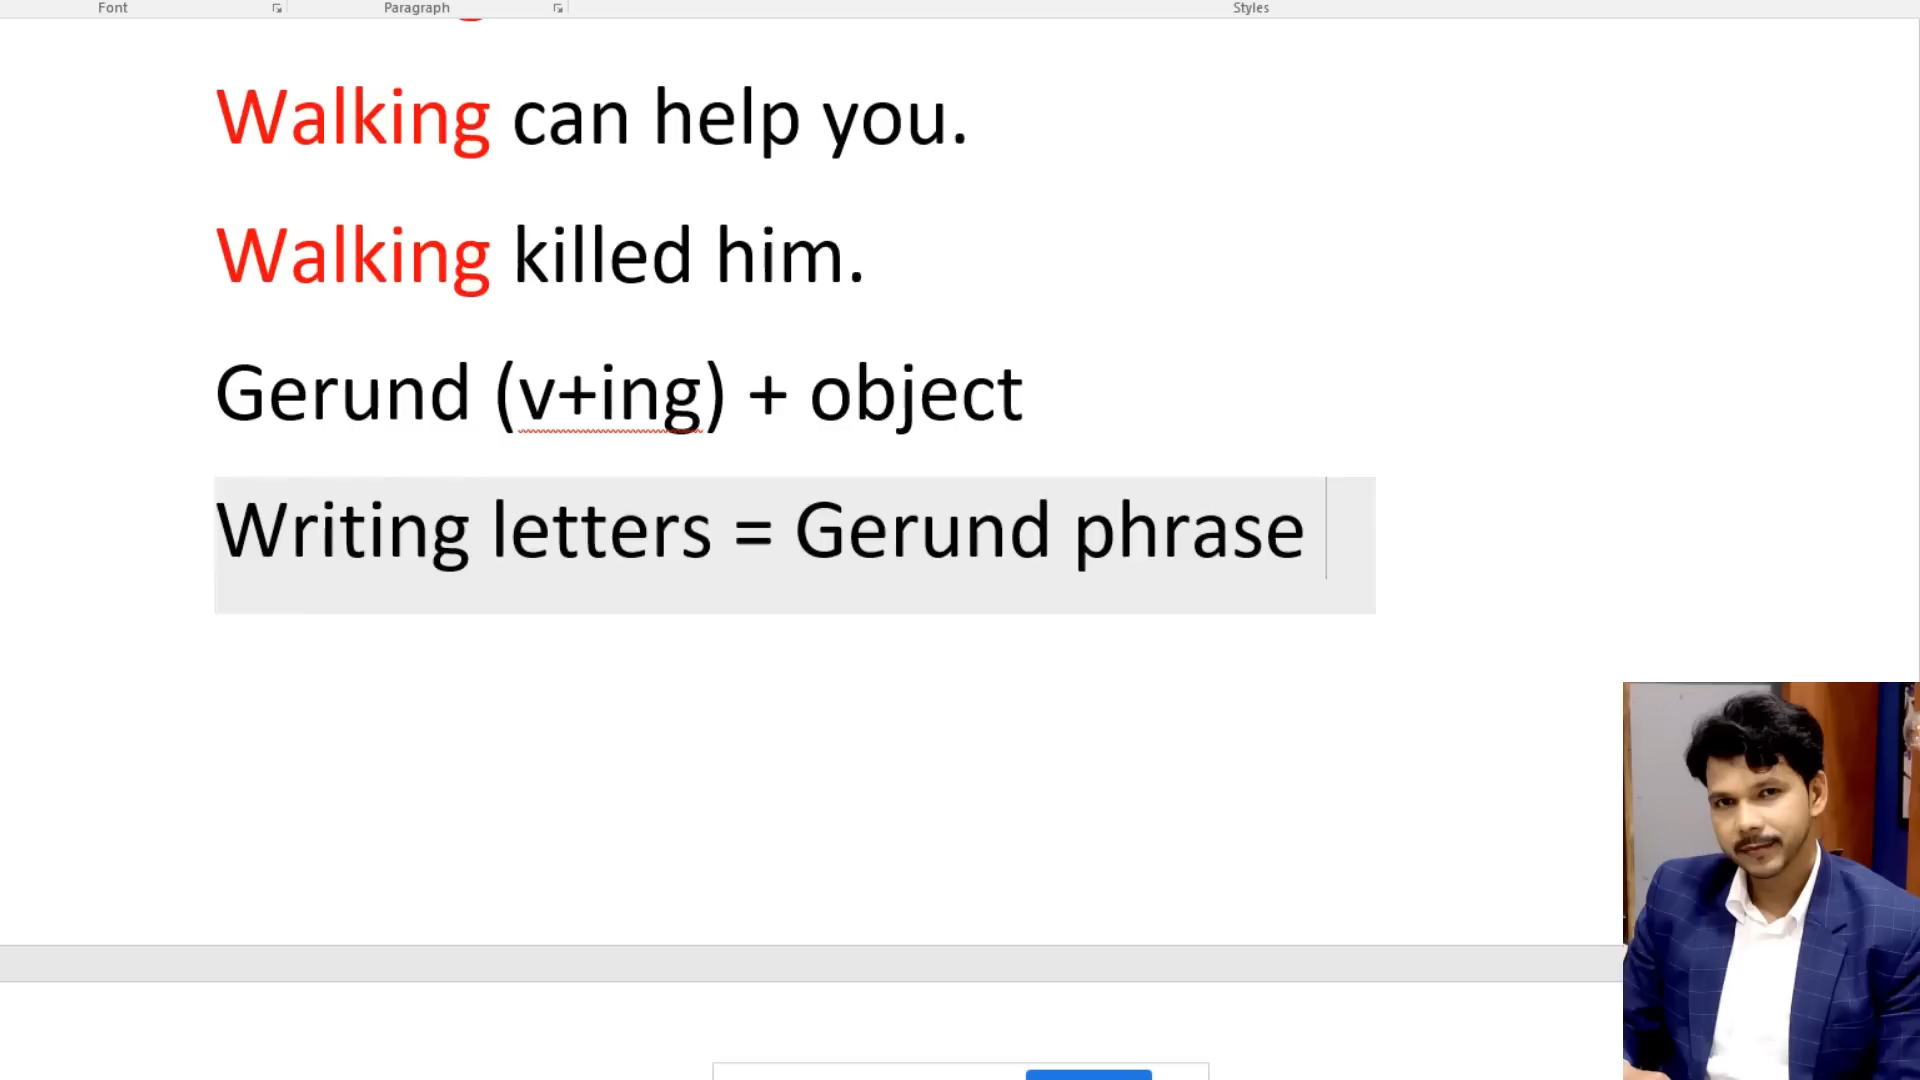 Font Paragraph Styles
Walking can help you.
Walking killed him.
Gerund (v+ing) + object
Writing letters = Gerund phrase